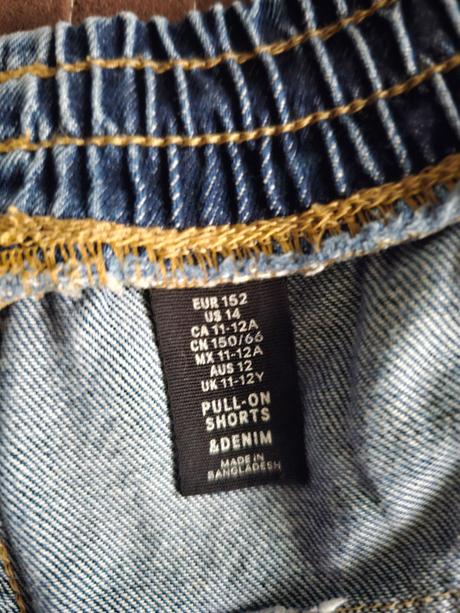 EUR 152
US 14
CA 11-12A
CN 150/66
MX 11-12A
AUS 12
UK 11-12Y
PULL-ON
SHORTS
&DENIM
MADE IN
BANGLADESH